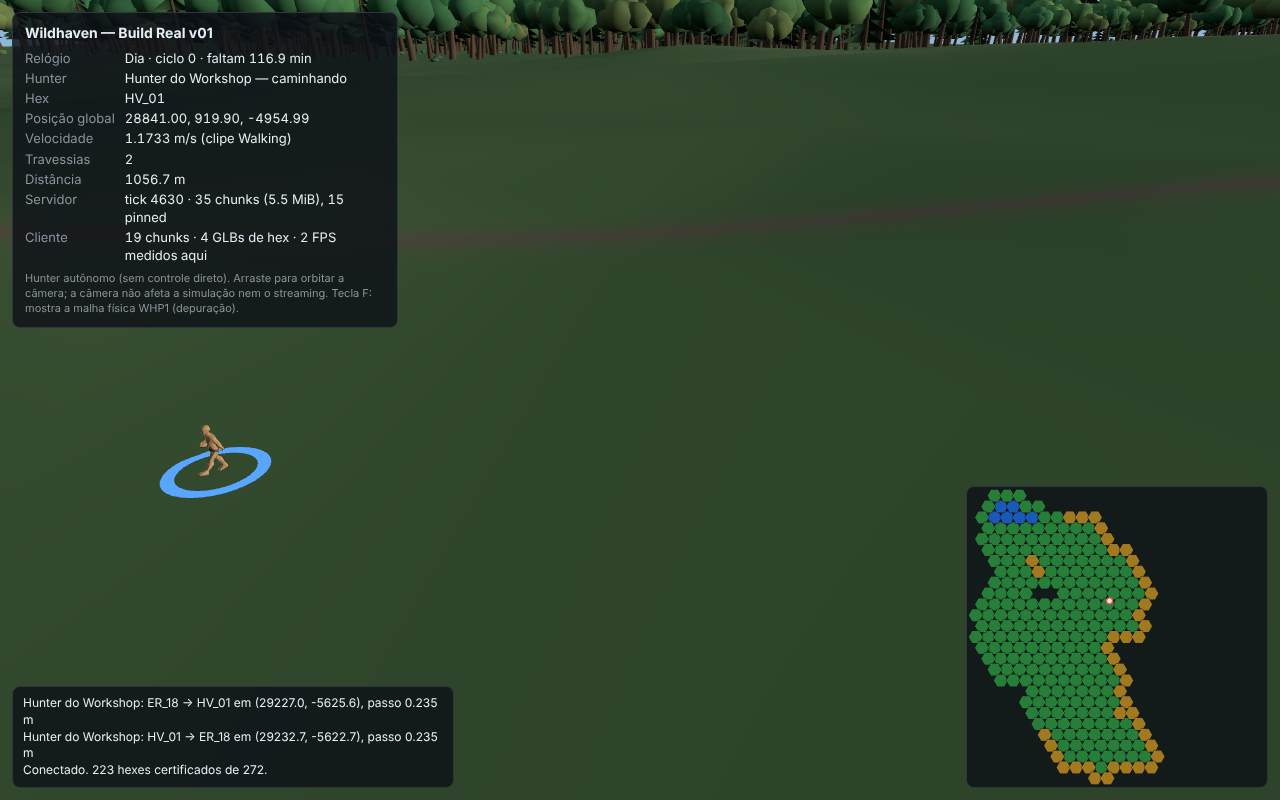 Wildhaven — Build Real v01
Relógio Dia · ciclo 0 · faltam 116.9 min
Hunter Hunter do Workshop — caminhando
Hex HV_01
Posição global 28841.00, 919.90, -4954.99
Velocidade 1.1733 m/s (clipe Walking)
Travessias 2
Distância 1056.7 m
Servidor tick 4630 · 35 chunks (5.5 MiB), 15
pinned
Cliente 19 chunks · 4 GLBs de hex · 2 FPS
medidos aqui
Hunter autônomo (sem controle direto). Arraste para orbitar a
câmera; a câmera não afeta a simulação nem o streaming. Tecla F:
mostra a malha física WHP1 (depuração).
Hunter do Workshop: ER_18 → HV_01 em (29227.0, -5625.6), passo 0.235
m
Hunter do Workshop: HV_01 → ER_18 em (29232.7, -5622.7), passo 0.235
m
Conectado. 223 hexes certificados de 272.